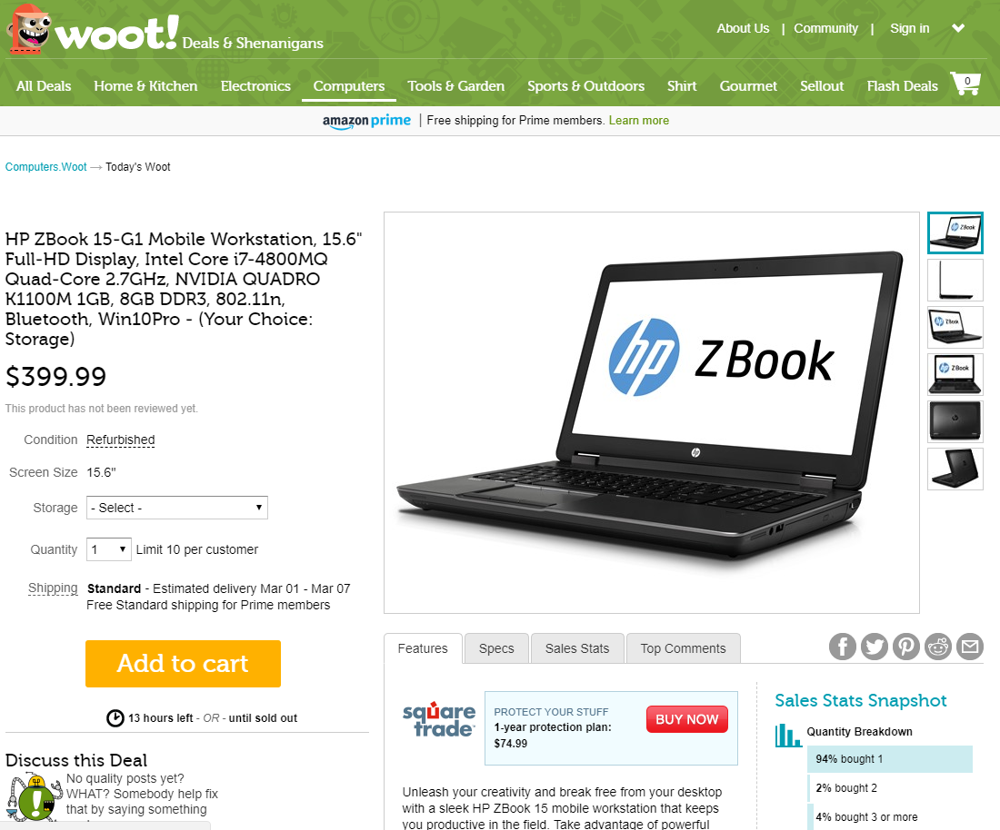 woot! Deals & Shenanigans
About Us | Community | Sign in
All Deals Home & Kitchen Electronics Computers Tools & Garden Sports & Outdoors Shirt Gourmet Sellout Flash Deals 0
amazon prime | Free shipping for Prime members. Learn more
Computers.Woot → Today's Woot
HP ZBook 15-G1 Mobile Workstation, 15.6"
Full-HD Display, Intel Core i7-4800MQ
Quad-Core 2.7GHz, NVIDIA QUADRO
K1100M 1GB, 8GB DDR3, 802.11n,
Bluetooth, Win10Pro - (Your Choice:
Storage)
$399.99
This product has not been reviewed yet.
Condition Refurbished
Screen Size 15.6"
Storage - Select -
Quantity 1 Limit 10 per customer
Shipping Standard - Estimated delivery Mar 01 - Mar 07
Free Standard shipping for Prime members
Add to cart
13 hours left - OR - until sold out
Discuss this Deal
No quality posts yet?
WHAT? Somebody help fix
that by saying something
hp ZBook
hp
Features Specs Sales Stats Top Comments
square
trade
PROTECT YOUR STUFF
1-year protection plan:
$74.99
BUY NOW
Unleash your creativity and break free from your desktop
with a sleek HP ZBook 15 mobile workstation that keeps
you productive in the field. Take advantage of powerful
Sales Stats Snapshot
Quantity Breakdown
94% bought 1
2% bought 2
4% bought 3 or more